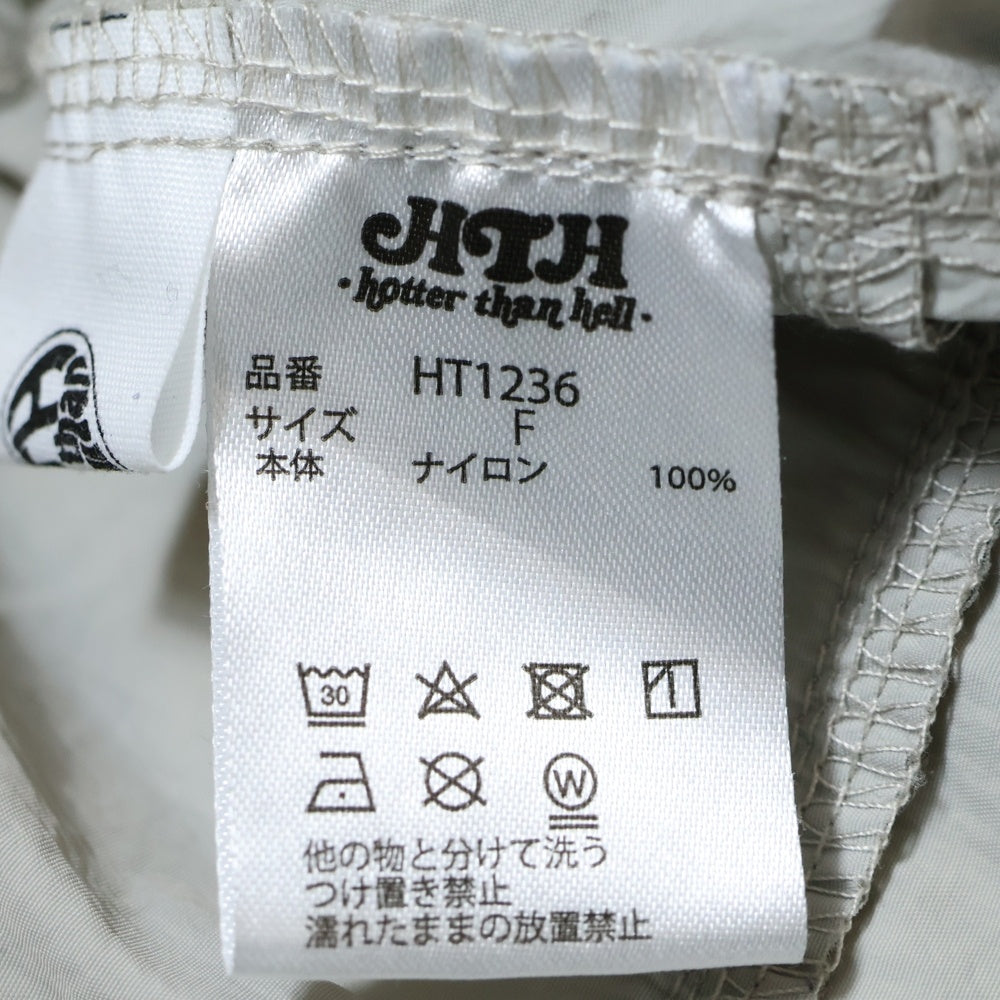 HTH
·hotter than hell·
品番 HT1236
サイズ F
本体 ナイロン 100%
30
W
他の物と分けて洗う
つけ置き禁止
濡れたままの放置禁止